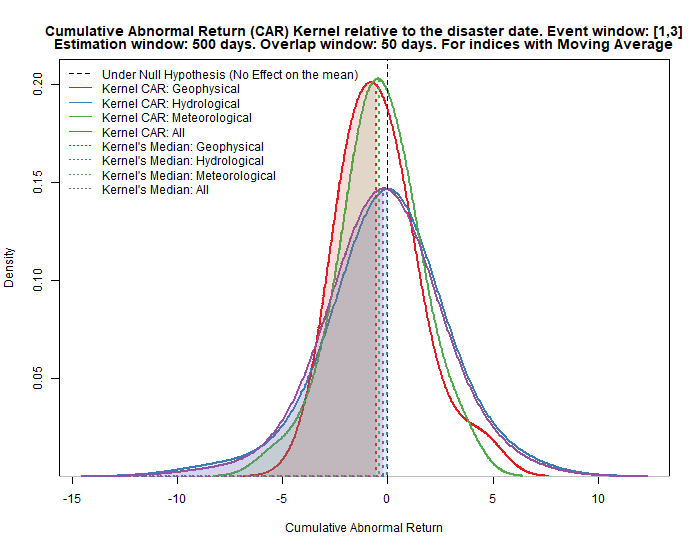 Cumulative Abnormal Return (CAR) Kernel relative to the disaster date. Event window: [1,3]
Estimation window: 500 days. Overlap window: 50 days. For indices with Moving Average
Under Null Hypothesis (No Effect on the mean)
Kernel CAR: Geophysical
Kernel CAR: Hydrological
Kernel CAR: Meteorological
Kernel CAR: All
Kernel's Median: Geophysical
Kernel's Median: Hydrological
Kernel's Median: Meteorological
Kernel's Median: All
0.20
0.15
0.10
0.05
Density
-15 -10 -5 0 5 10
Cumulative Abnormal Return